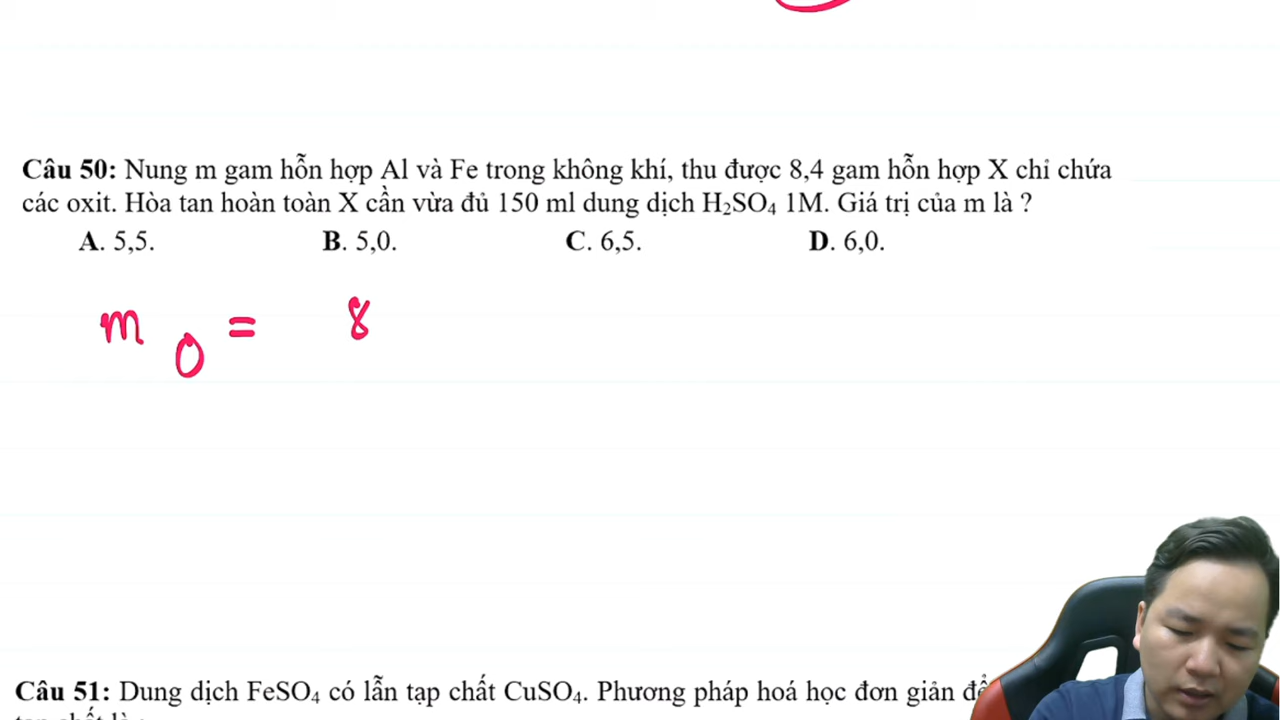 Câu 50: Nung m gam hỗn hợp Al và Fe trong không khí, thu được 8,4 gam hỗn hợp X chỉ chứa
các oxit. Hòa tan hoàn toàn X cần vừa đủ 150 ml dung dịch H₂SO₄ 1M. Giá trị của m là ?
A. 5,5. B. 5,0. C. 6,5. D. 6,0.
m O = 8
Câu 51: Dung dịch FeSO₄ có lẫn tạp chất CuSO₄. Phương pháp hoá học đơn giản